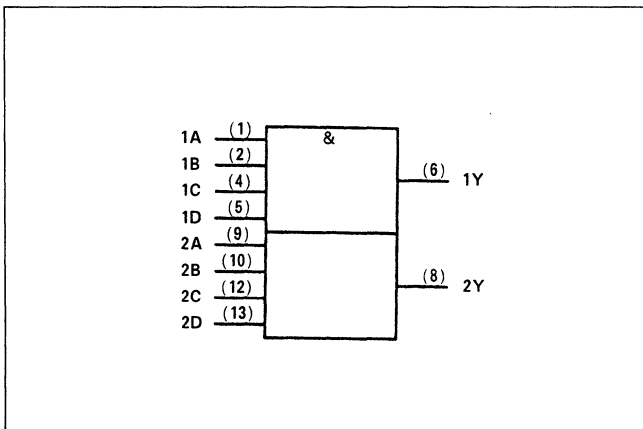 &
1A (1)
1B (2)
1C (4)
1D (5)
2A (9)
2B (10)
2C (12)
2D (13)
(6) 1Y
(8) 2Y